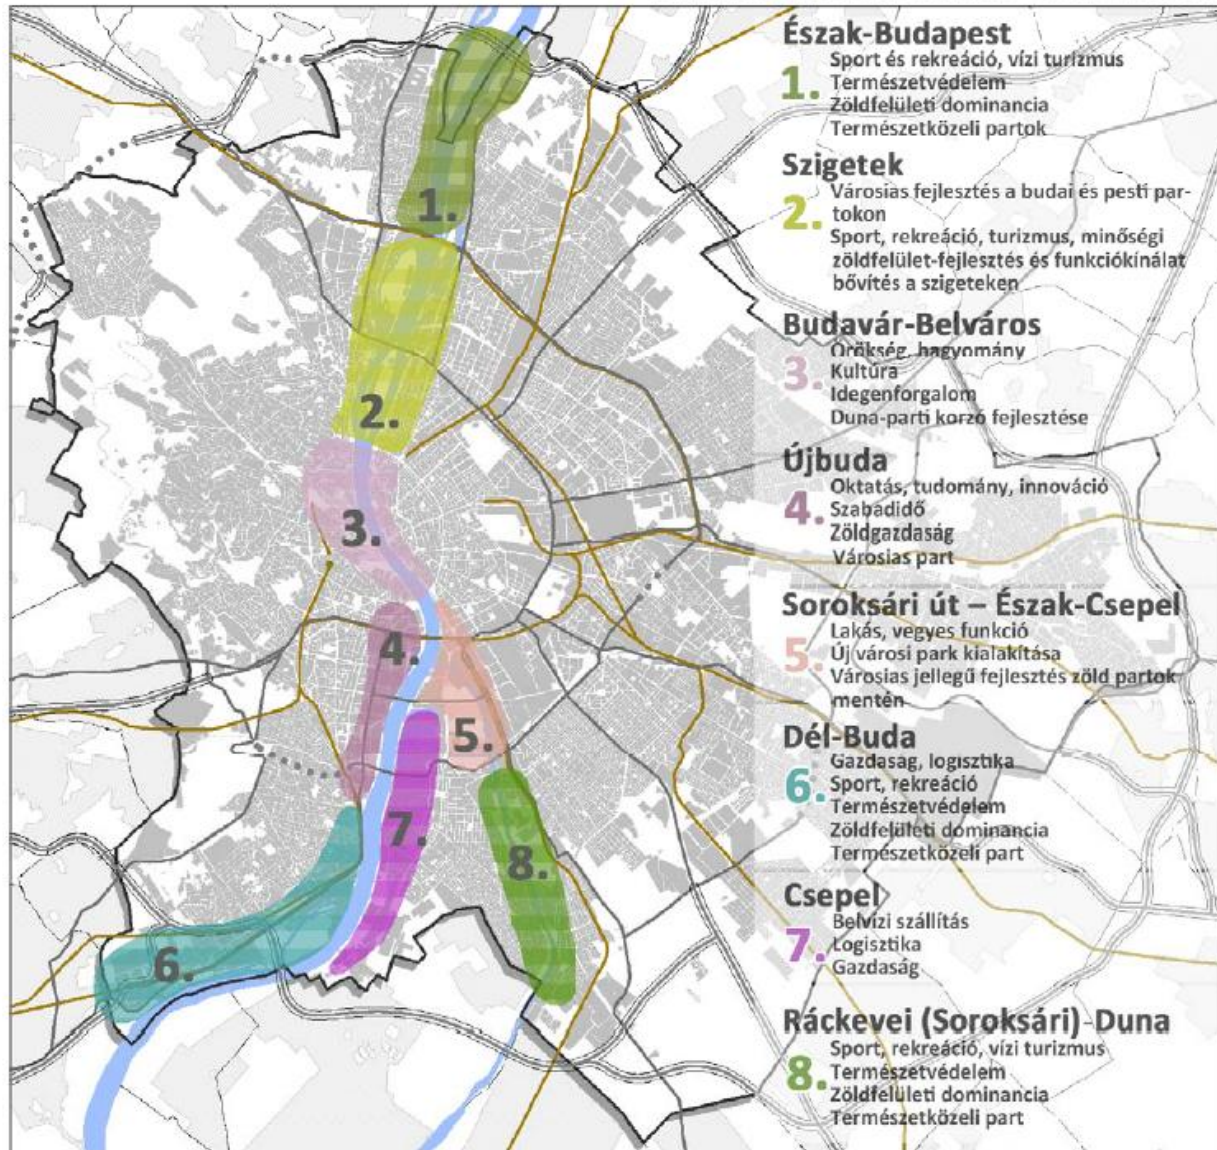 Észak-Budapest
1. Sport és rekreáció, vízi turizmus
Természetvédelem
Zöldfelületi dominancia
Természetközeli partok
Szigetek
2. Városias fejlesztés a budai és pesti par-
tokon
Sport, rekreáció, turizmus, minőségi
zöldfelület-fejlesztés és funkciókínálat
bővítés a szigeteken
Budavár-Belváros
3. Örökség, hagyomány
Kultúra
Idegenforgalom
Duna-parti korzó fejlesztése
Újbuda
4. Oktatás, tudomány, innováció
Szabadidő
Zöldgazdaság
Városias part
Soroksári út – Észak-Csepel
5. Lakás, vegyes funkció
Új városi park kialakítása
Városias jellegű fejlesztés zöld partok
mentén
Dél-Buda
6. Gazdaság, logisztika
Sport, rekreáció
Természetvédelem
Zöldfelületi dominancia
Természetközeli part
Csepel
7. Belvízi szállítás
Logisztika
Gazdaság
Ráckevei (Soroksári)-Duna
8. Sport, rekreáció, vízi turizmus
Természetvédelem
Zöldfelületi dominancia
Természetközeli part
1.
2.
3.
4.
5.
7.
8.
6.